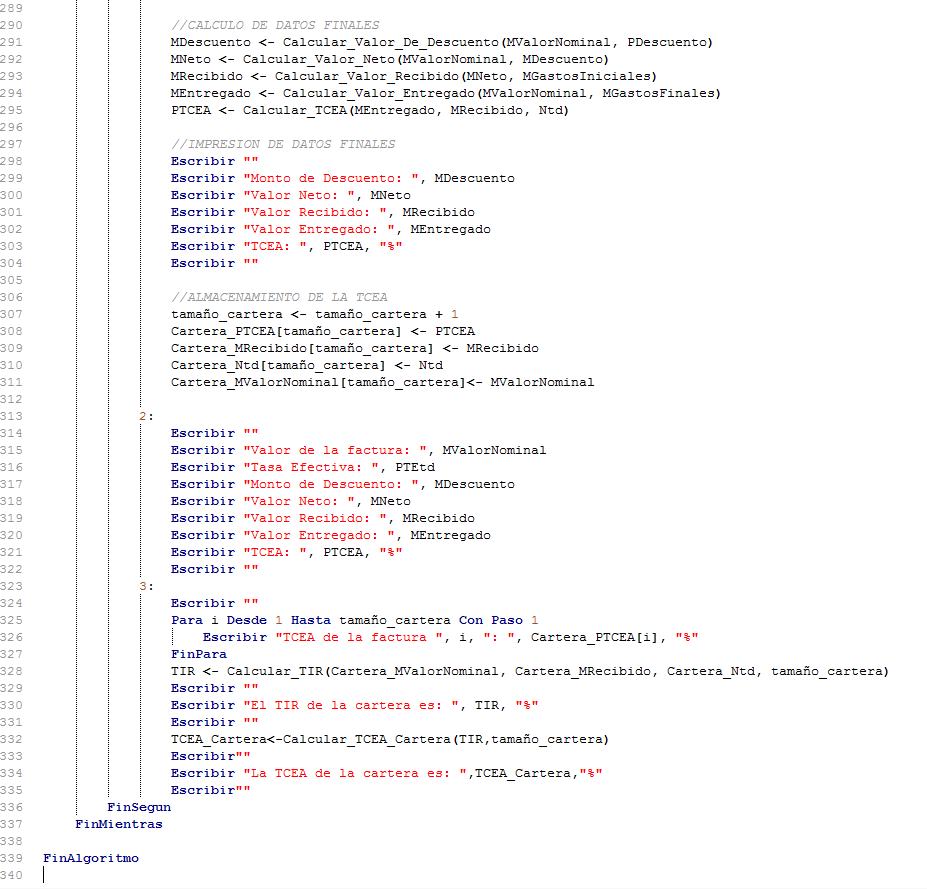 289
290 //CALCULO DE DATOS FINALES
291 MDescuento <- Calcular_Valor_De_Descuento(MValorNominal, PDescuento)
292 MNeto <- Calcular_Valor_Neto(MValorNominal, MDescuento)
293 MRecibido <- Calcular_Valor_Recibido(MNeto, MGastosIniciales)
294 MEntregado <- Calcular_Valor_Entregado(MValorNominal, MGastosFinales)
295 PTCEA <- Calcular_TCEA(MEntregado, MRecibido, Ntd)
296
297 //IMPRESION DE DATOS FINALES
298 Escribir ""
299 Escribir "Monto de Descuento: ", MDescuento
300 Escribir "Valor Neto: ", MNeto
301 Escribir "Valor Recibido: ", MRecibido
302 Escribir "Valor Entregado: ", MEntregado
303 Escribir "TCEA: ", PTCEA, "%"
304 Escribir ""
305
306 //ALMACENAMIENTO DE LA TCEA
307 tamaño_cartera <- tamaño_cartera + 1
308 Cartera_PTCEA[tamaño_cartera] <- PTCEA
309 Cartera_MRecibido[tamaño_cartera] <- MRecibido
310 Cartera_Ntd[tamaño_cartera] <- Ntd
311 Cartera_MValorNominal[tamaño_cartera]<- MValorNominal
312
313 2:
314 Escribir ""
315 Escribir "Valor de la factura: ", MValorNominal
316 Escribir "Tasa Efectiva: ", PTEtd
317 Escribir "Monto de Descuento: ", MDescuento
318 Escribir "Valor Neto: ", MNeto
319 Escribir "Valor Recibido: ", MRecibido
320 Escribir "Valor Entregado: ", MEntregado
321 Escribir "TCEA: ", PTCEA, "%"
322 Escribir ""
323 3:
324 Escribir ""
325 Para i Desde 1 Hasta tamaño_cartera Con Paso 1
326 Escribir "TCEA de la factura ", i, ": ", Cartera_PTCEA[i], "%"
327 FinPara
328 TIR <- Calcular_TIR(Cartera_MValorNominal, Cartera_MRecibido, Cartera_Ntd, tamaño_cartera)
329 Escribir ""
330 Escribir "El TIR de la cartera es: ", TIR, "%"
331 Escribir ""
332 TCEA_Cartera<-Calcular_TCEA_Cartera(TIR,tamaño_cartera)
333 Escribir""
334 Escribir "La TCEA de la cartera es: ",TCEA_Cartera,"%"
335 Escribir""
336 FinSegun
337 FinMientras
338
339 FinAlgoritmo
340